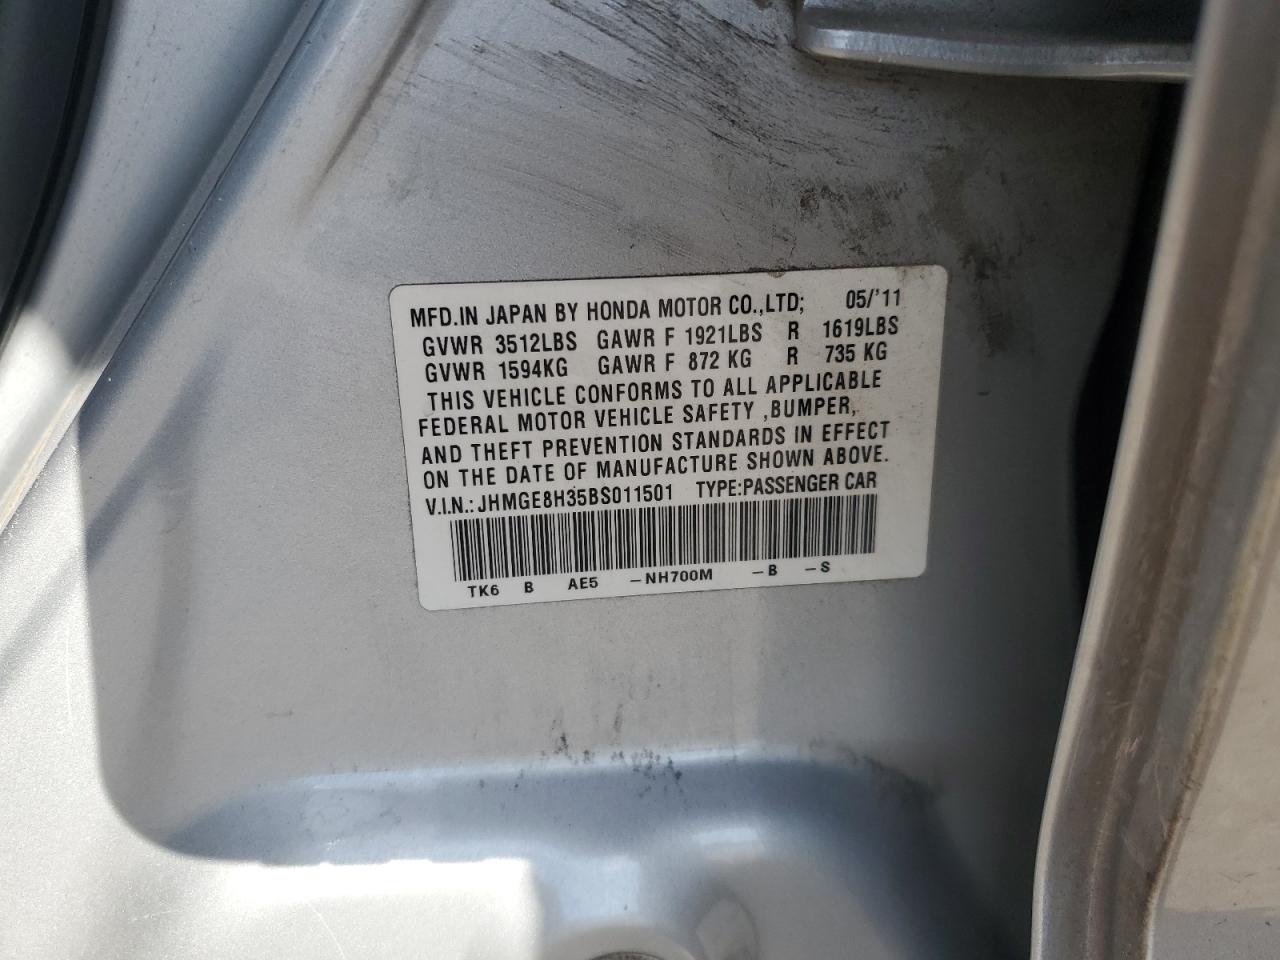 MFD.IN JAPAN BY HONDA MOTOR CO.,LTD; 05/'11
GVWR 3512LBS GAWR F 1921LBS R 1619LBS
GVWR 1594KG GAWR F 872 KG R 735 KG
THIS VEHICLE CONFORMS TO ALL APPLICABLE
FEDERAL MOTOR VEHICLE SAFETY ,BUMPER,
AND THEFT PREVENTION STANDARDS IN EFFECT
ON THE DATE OF MANUFACTURE SHOWN ABOVE.
V.I.N.: JHMGE8H35BS011501 TYPE:PASSENGER CAR
TK6 B AE5 -NH700M -B -S